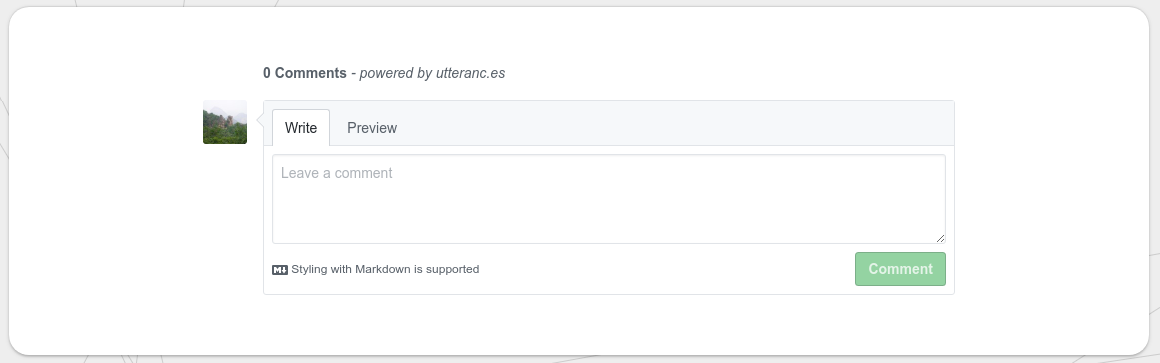 0 Comments - powered by utteranc.es
Write Preview
Leave a comment
M↓ Styling with Markdown is supported
Comment